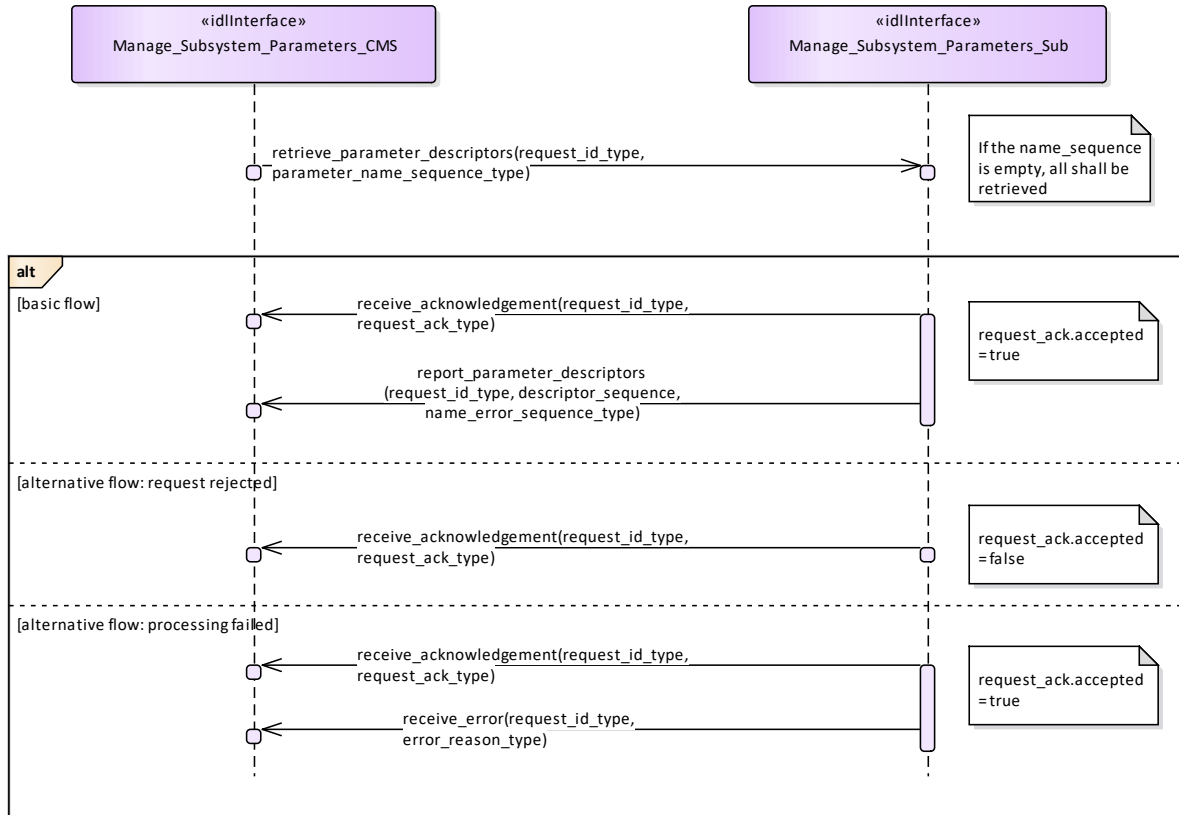 «idlInterface»
Manage_Subsystem_Parameters_CMS
«idlInterface»
Manage_Subsystem_Parameters_Sub
retrieve_parameter_descriptors(request_id_type,
parameter_name_sequence_type)
If the name_sequence
is empty, all shall be
retrieved
alt
[basic flow]
receive_acknowledgement(request_id_type,
request_ack_type)
request_ack.accepted
=true
report_parameter_descriptors
(request_id_type, descriptor_sequence,
name_error_sequence_type)
[alternative flow: request rejected]
receive_acknowledgement(request_id_type,
request_ack_type)
request_ack.accepted
=false
[alternative flow: processing failed]
receive_acknowledgement(request_id_type,
request_ack_type)
request_ack.accepted
=true
receive_error(request_id_type,
error_reason_type)